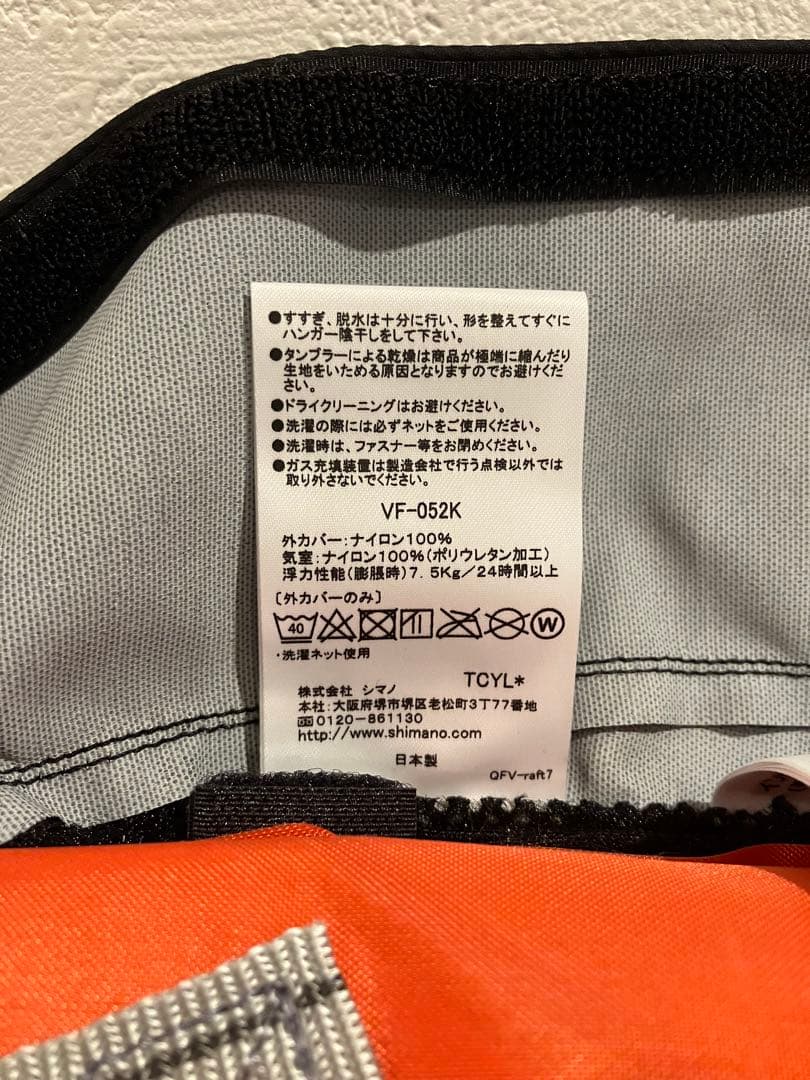 ●すすぎ、脱水は十分に行い、形を整えてすぐに
ハンガー陰干しをして下さい。
●タンブラーによる乾燥は商品が極端に縮んだり
生地をいためる原因となりますのでお避けくだ
さい。
●ドライクリーニングはお避けください。
●洗濯の際には必ずネットをご使用ください。
●洗濯時は、ファスナー等をお閉めください。
●ガス充填装置は製造会社で行う点検以外では
取り外さないでください。
VF-052K
外カバー:ナイロン100%
気室:ナイロン100%(ポリウレタン加工)
浮力性能(膨脹時)7.5Kg/24時間以上
〔外カバーのみ〕
40 W
・洗濯ネット使用
TCYL*
株式会社 シマノ
本社:大阪府堺市堺区老松町3丁77番地
0120-861130
http://www.shimano.com
日本製
QFV-raft7